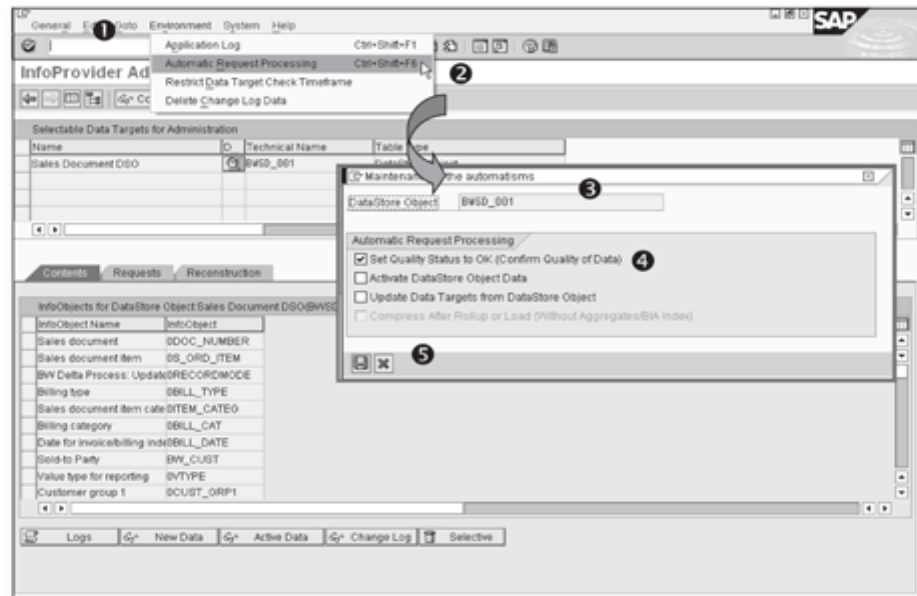 General Goto Environment System Help
❶
SAP
Application Log Ctrl+Shift+F1
Automatic Request Processing Ctrl+Shift+F6
❷
InfoProvider Ad
Restrict Data Target Check Timeframe
Delete Change Log Data
Selectable Data Targets for Administration
Name D Technical Name Table Type
Sales Document DSO BWSD_001 DataStore Object
Maintenance the automatisms
❸
DataStore Object BWSD_001
Automatic Request Processing
Set Quality Status to OK (Confirm Quality of Data)
❹
Activate DataStore Object Data
Update Data Targets from DataStore Object
Compress After Rollup or Load (Without Aggregates/BIA Index)
❺
Contents Requests Reconstruction
InfoObjects for DataStore Object:Sales Document DSO(BWSD
InfoObject Name InfoObject
Sales document 0DOC_NUMBER
Sales document item 0S_ORD_ITEM
BW Delta Process: Update 0RECORDMODE
Billing type 0BILL_TYPE
Sales document item cate 0ITEM_CATEG
Billing category 0BILL_CAT
Date for invoice/billing inde 0BILL_DATE
Sold-to Party BW_CUST
Value type for reporting 0VTYPE
Customer group 1 0CUST_GRP1
Logs New Data Active Data Change Log Selective